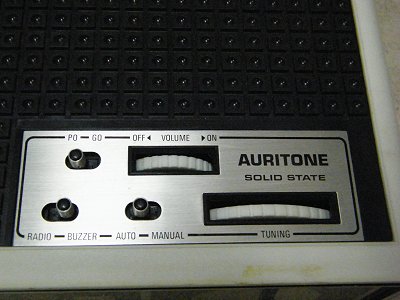 PO — GO OFF ◄ VOLUME ► ON
AURITONE
SOLID STATE
RADIO — BUZZER AUTO — MANUAL TUNING